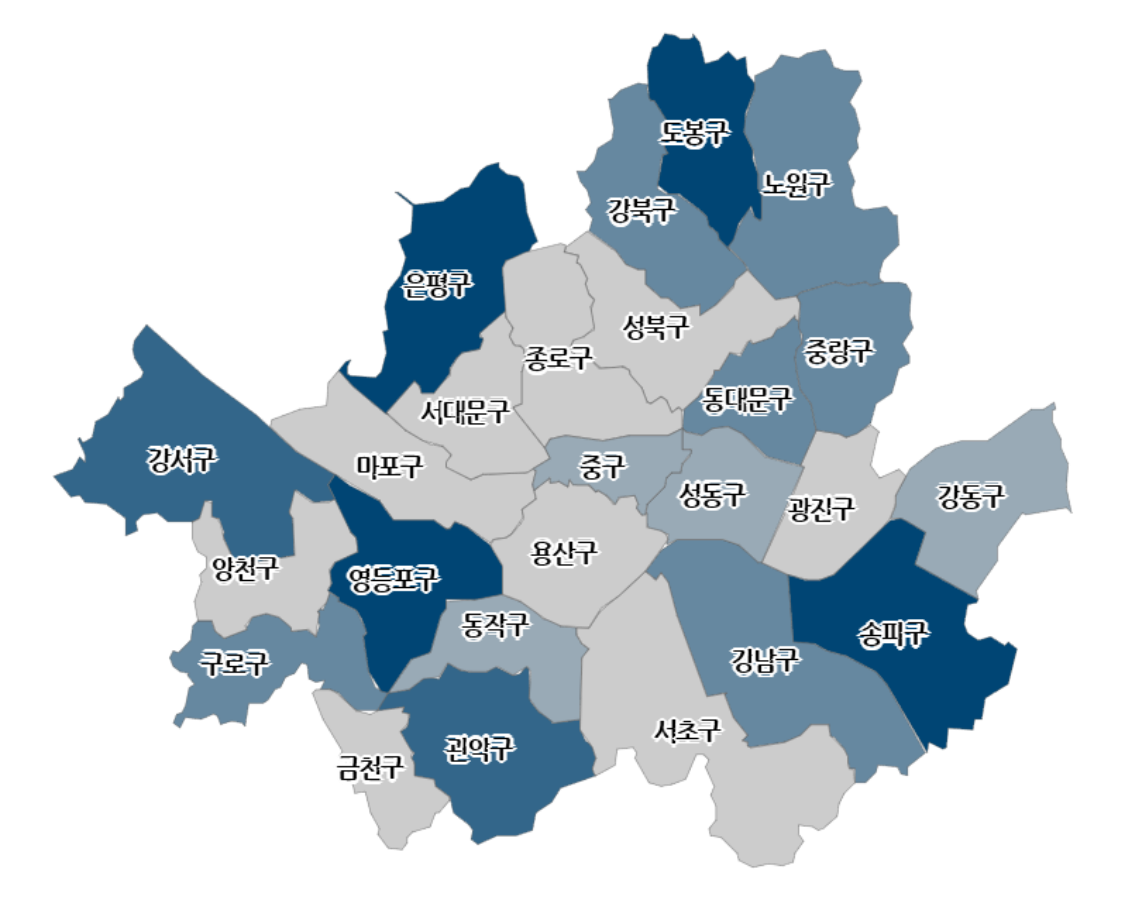 도봉구
노원구
강북구
은평구
성북구
중랑구
종로구
동대문구
서대문구
강서구
마포구
중구
성동구
강동구
광진구
용산구
양천구
영등포구
동작구
송파구
구로구
강남구
서초구
관악구
금천구